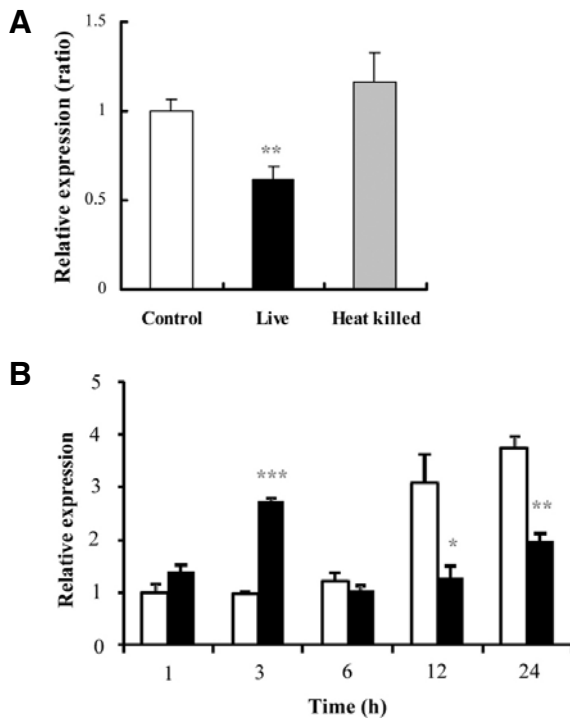 A
Relative expression (ratio)
1.5
1
0.5
0
**
Control Live Heat killed
B
Relative expression
5
4
3
2
1
0
***
*
**
1 3 6 12 24
Time (h)